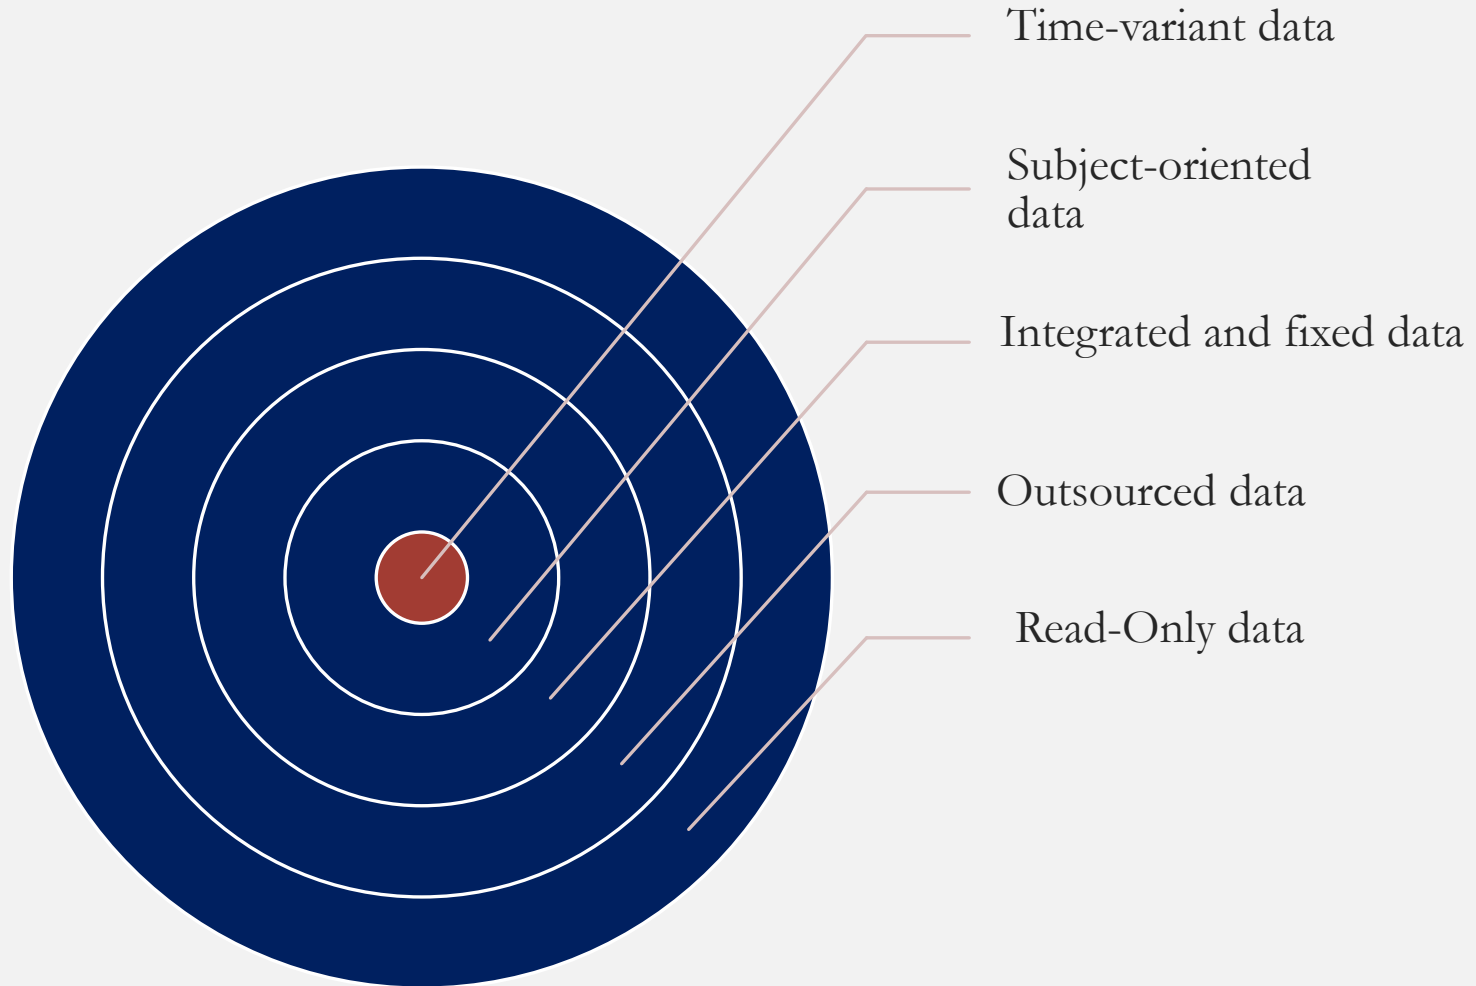 Time-variant data
Subject-oriented
data
Integrated and fixed data
Outsourced data
Read-Only data